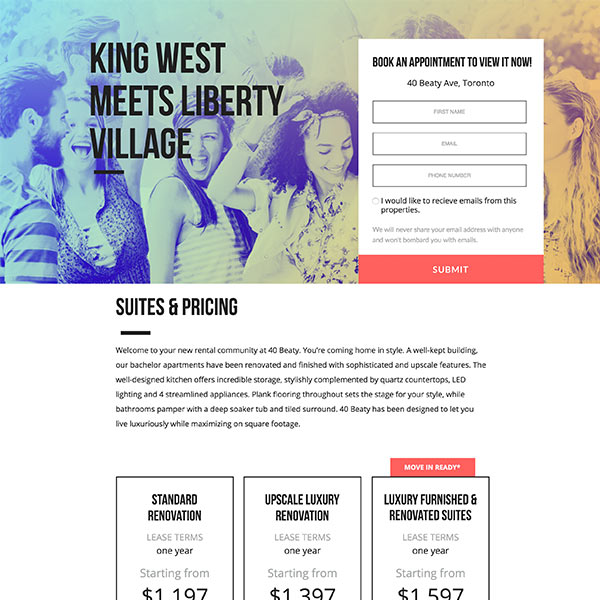 KING WEST
MEETS LIBERTY
VILLAGE
BOOK AN APPOINTMENT TO VIEW IT NOW!
40 Beaty Ave, Toronto
FIRST NAME
EMAIL
PHONE NUMBER
I would like to recieve emails from this
properties.
We will never share your email address with anyone
and won't bombard you with emails.
SUBMIT
SUITES & PRICING
Welcome to your new rental community at 40 Beaty. You're coming home in style. A well-kept building,
our bachelor apartments have been renovated and finished with sophisticated and upscale features. The
well-designed kitchen offers incredible storage, stylishly complemented by quartz countertops, LED
lighting and 4 streamlined appliances. Plank flooring throughout sets the stage for your style, while
bathrooms pamper with a deep soaker tub and tiled surround. 40 Beaty has been designed to let you
live luxuriously while maximizing on square footage.
STANDARD
RENOVATION
LEASE TERMS
one year
Starting from
$1,197
UPSCALE LUXURY
RENOVATION
LEASE TERMS
one year
Starting from
$1,397
MOVE IN READY*
LUXURY FURNISHED &
RENOVATED SUITES
LEASE TERMS
one year
Starting from
$1,597